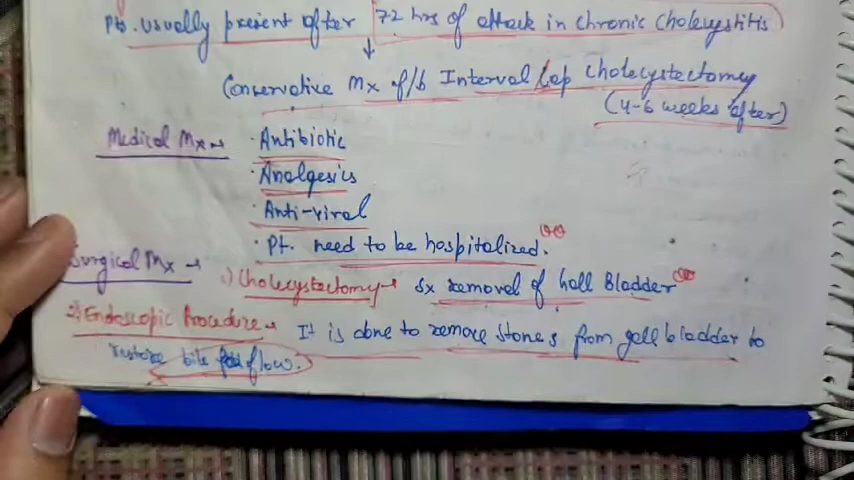 Pts. usually present after 72 hrs of attack in chronic cholecystitis
↓
Conservative Mx f/b Interval Lap cholecystectomy
(4-6 weeks after)
Medical Mx → · Antibiotic
· Analgesics
· Anti-viral
· Pt. need to be hospitalized.
Surgical Mx → 1) Cholecystectomy → Sx removal of Gall Bladder
2) Endoscopic Procedure → It is done to remove stones from gall bladder to
restore bile flow.